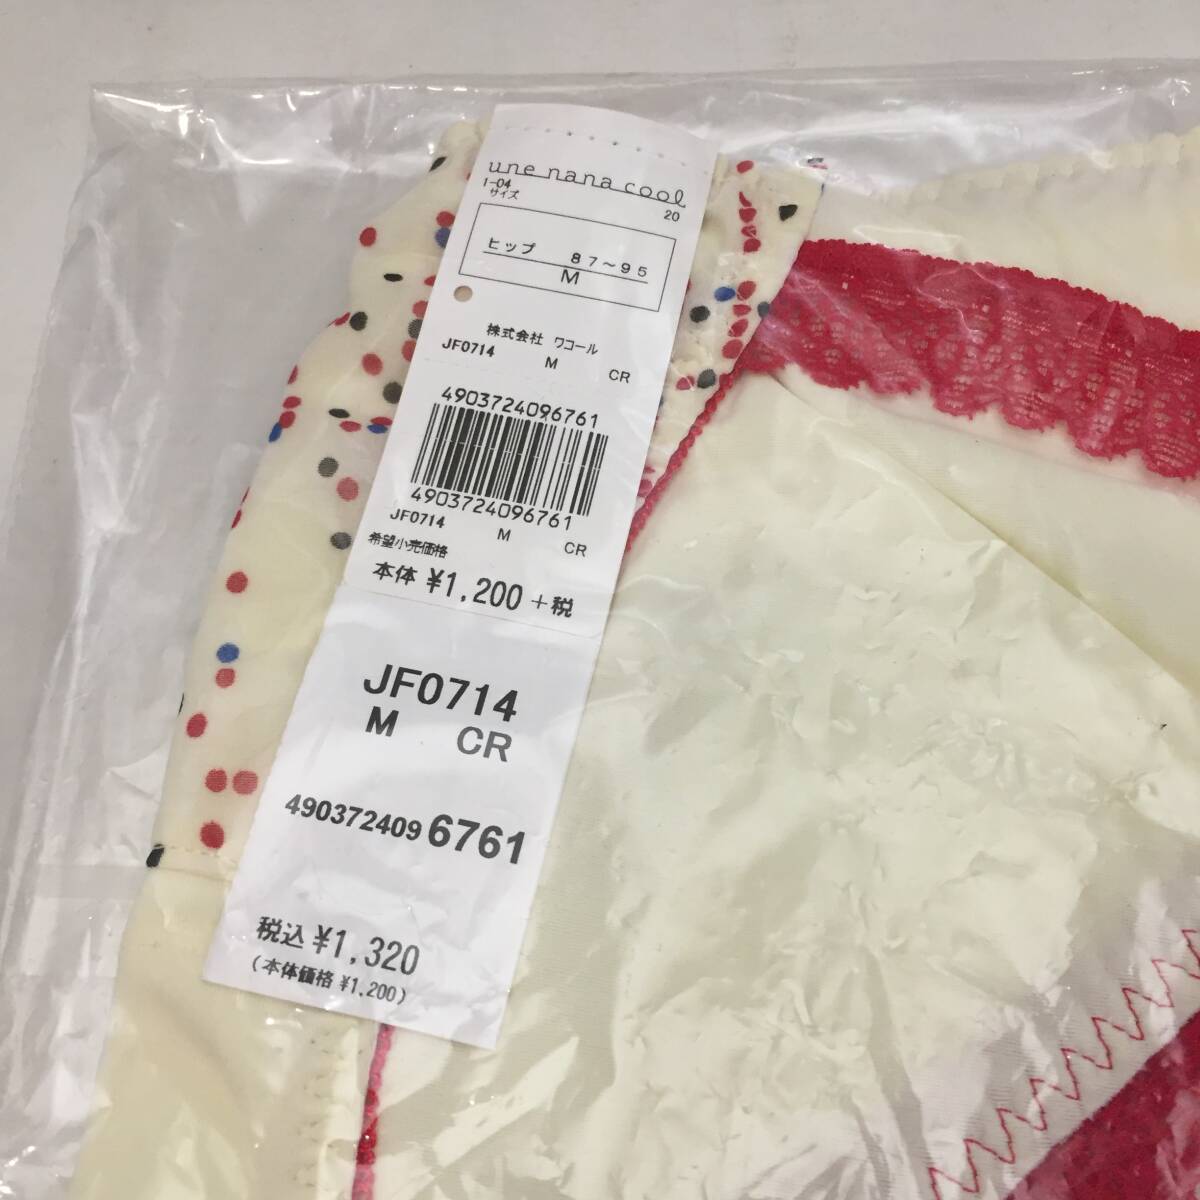 une nana cool
I-04
サイズ 20
ヒップ 87～95
M
株式会社 ワコール
JF0714 M CR
4903724096761
4903724096761
JF0714 M CR
希望小売価格
本体 ¥1,200 +税
JF0714
M CR
4903724096761
税込 ¥1,320
(本体価格 ¥1,200)